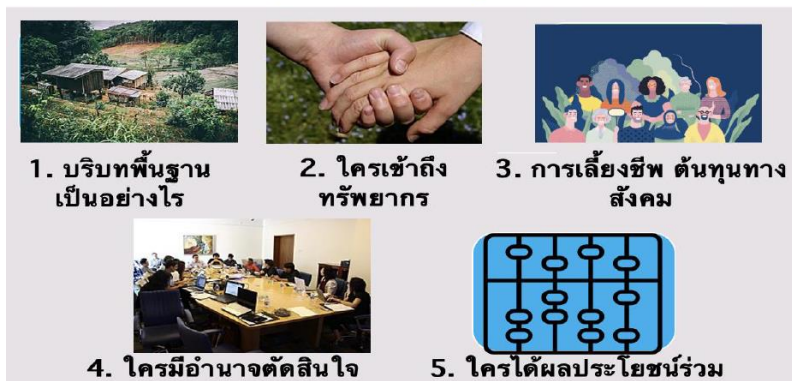 1. บริบทพื้นฐาน
เป็นอย่างไร
2. ใครเข้าถึง
ทรัพยากร
3. การเลี้ยงชีพ ต้นทุนทาง
สังคม
4. ใครมีอำนาจตัดสินใจ
5. ใครได้ผลประโยชน์ร่วม